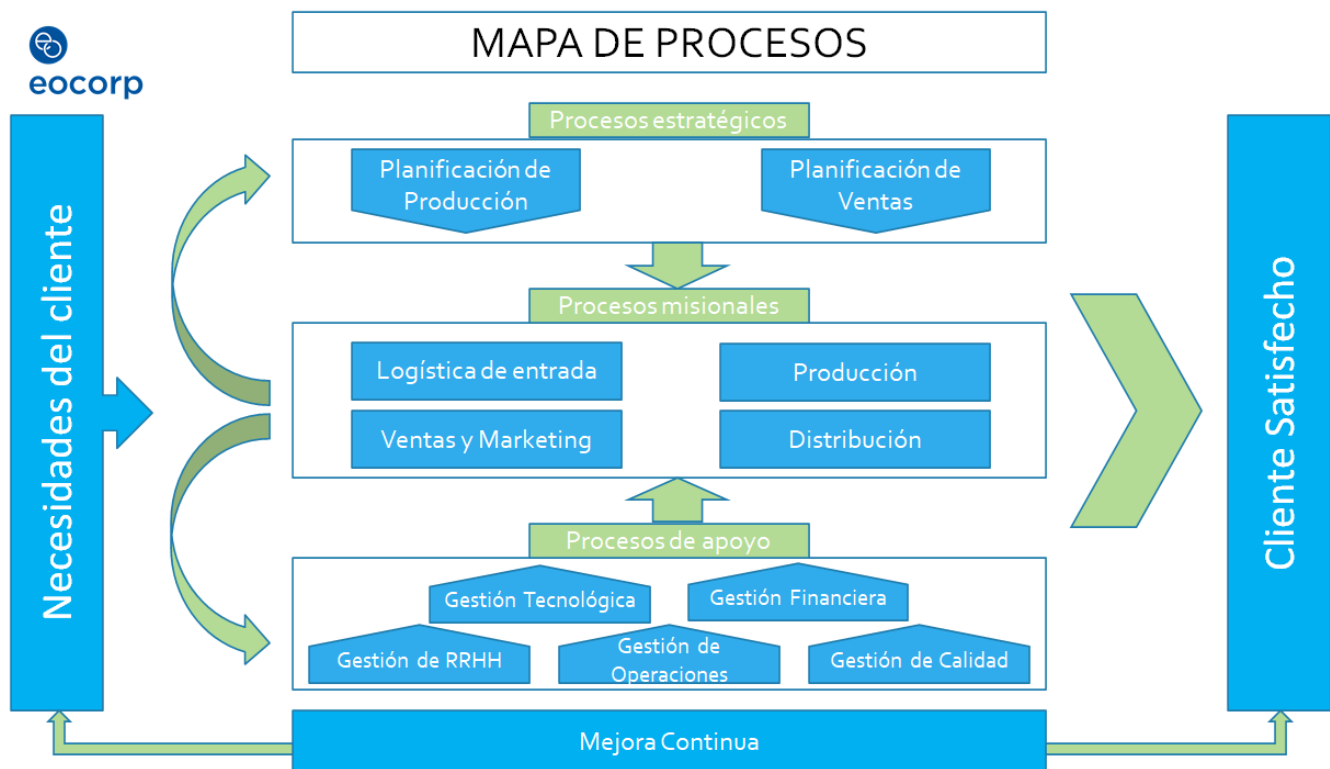 eocorp
MAPA DE PROCESOS
Necesidades del cliente
Procesos estratégicos
Planificación de
Producción
Planificación de
Ventas
Procesos misionales
Logística de entrada
Producción
Ventas y Marketing
Distribución
Procesos de apoyo
Gestión Tecnológica
Gestión Financiera
Gestión de RRHH
Gestión de
Operaciones
Gestión de Calidad
Mejora Continua
Cliente Satisfecho